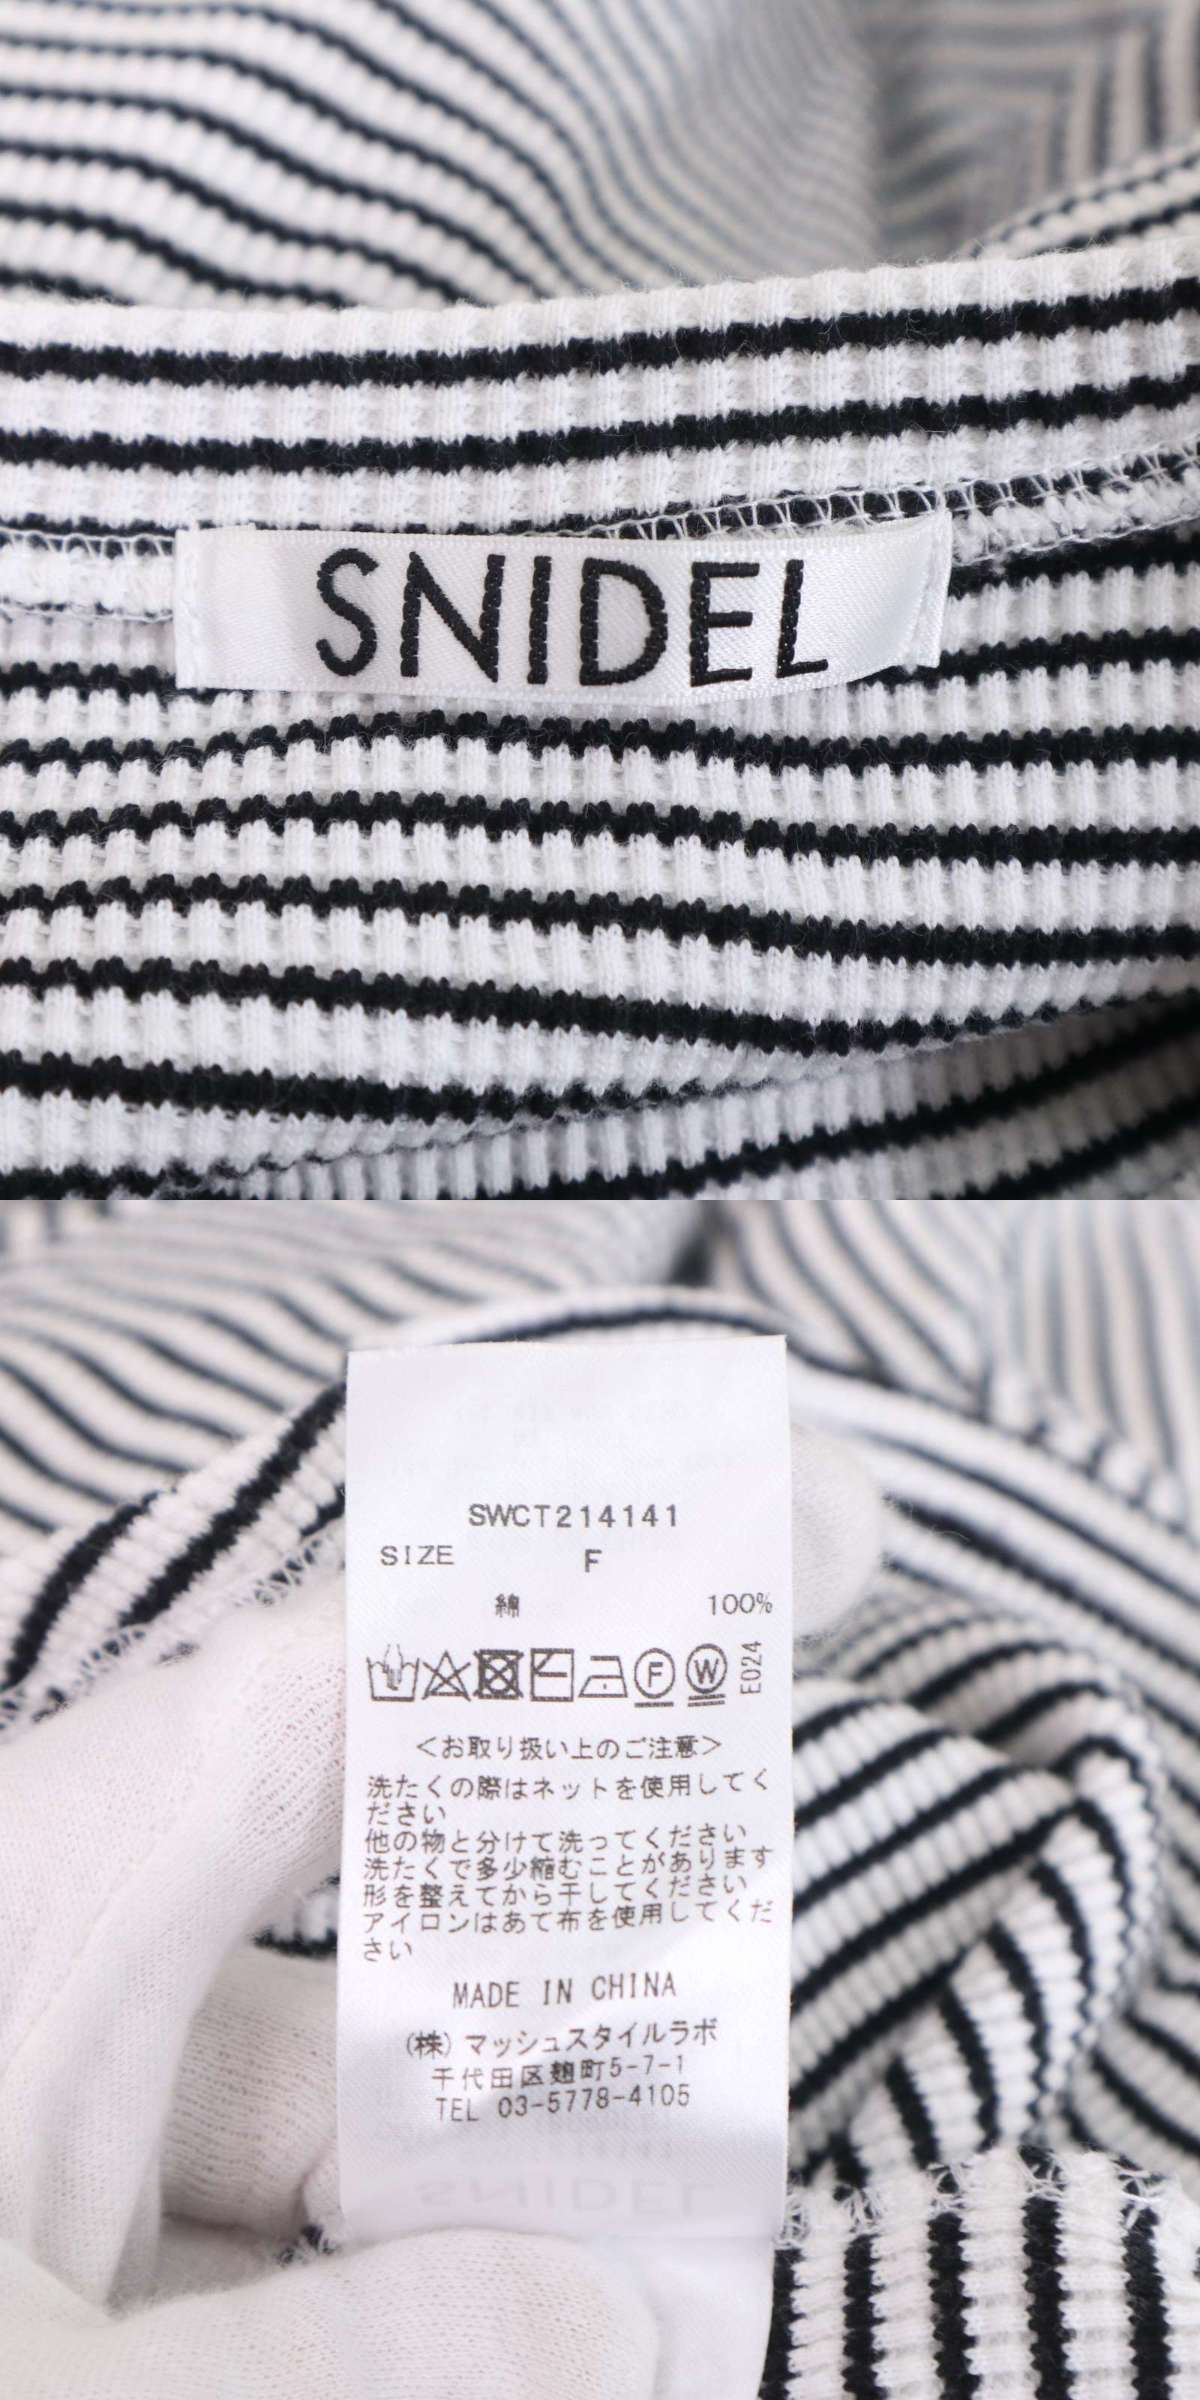 SNIDEL
SWCT214141
SIZE F
綿 100%
F W E024
<お取り扱い上のご注意>
洗たくの際はネットを使用してく
ださい
他の物と分けて洗ってください
洗たくで多少縮むことがあります
形を整えてから干してください
アイロンはあて布を使用してくだ
さい
MADE IN CHINA
(株)マッシュスタイルラボ
千代田区麹町5-7-1
TEL 03-5778-4105